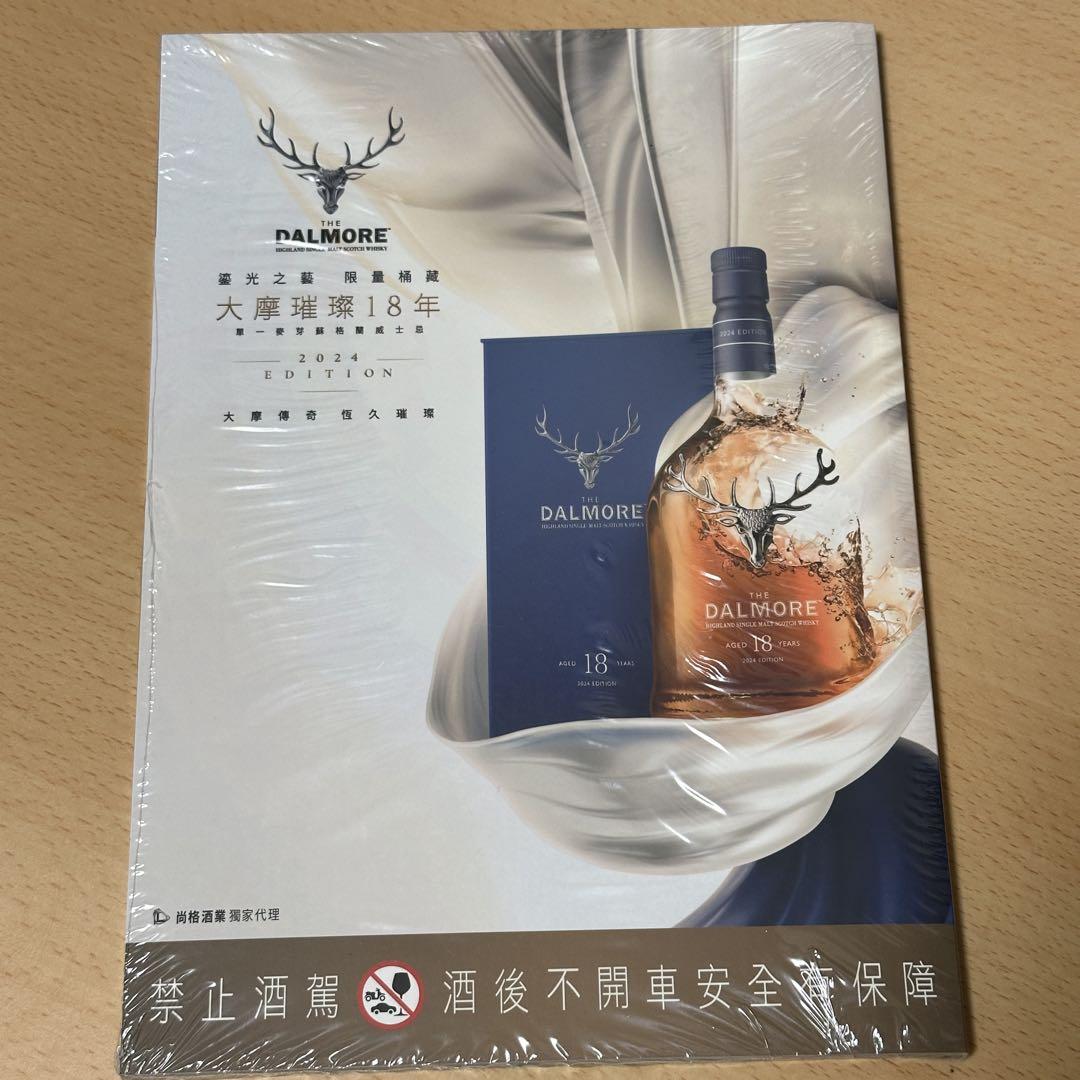 THE
DALMORE
HIGHLAND SINGLE MALT SCOTCH WHISKY
鎏光之藝 限量桶藏
大摩璀璨18年
單一麥芽蘇格蘭威士忌
2024
EDITION
大摩傳奇 恆久璀璨
2024 EDITION
THE
DALMORE
HIGHLAND SINGLE MALT SCOTCH WHISKY
AGED 18 YEARS
2024 EDITION
THE
DALMORE
HIGHLAND SINGLE MALT SCOTCH WHISKY
AGED 18 YEARS
2024 EDITION
尚格酒業 獨家代理
禁止酒駕 酒後不開車安全有保障